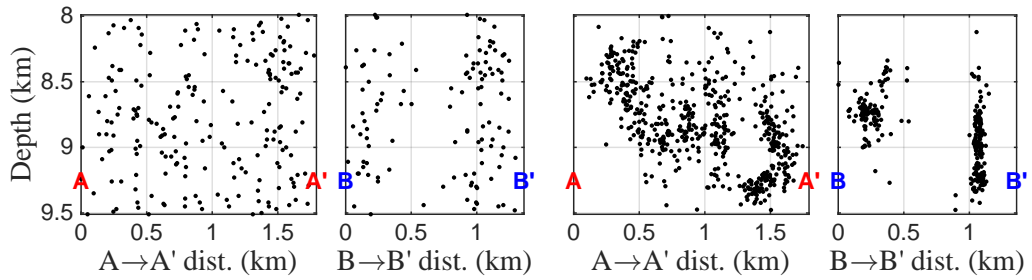 8
8.5
9
9.5
Depth (km)
A A' B B' A A' B B'
0 0.5 1 1.5 0 0.5 1 0 0.5 1 1.5 0 0.5 1
A→A' dist. (km) B→B' dist. (km) A→A' dist. (km) B→B' dist. (km)